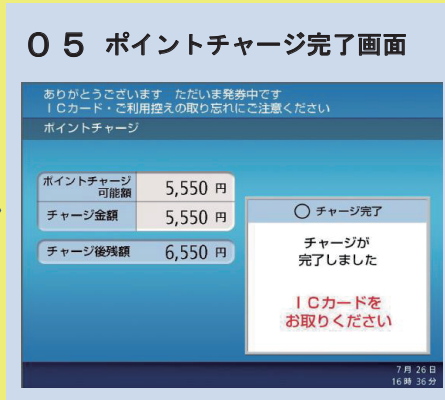 ０５ ポイントチャージ完了画面
ありがとうございます ただいま発券中です
ＩＣカード・ご利用控えの取り忘れにご注意ください
ポイントチャージ
ポイントチャージ
可能額 5,550 円
チャージ金額 5,550 円
チャージ後残額 6,550 円
○ チャージ完了
チャージが
完了しました
ＩＣカードを
お取りください
7月 26日
16時 36分